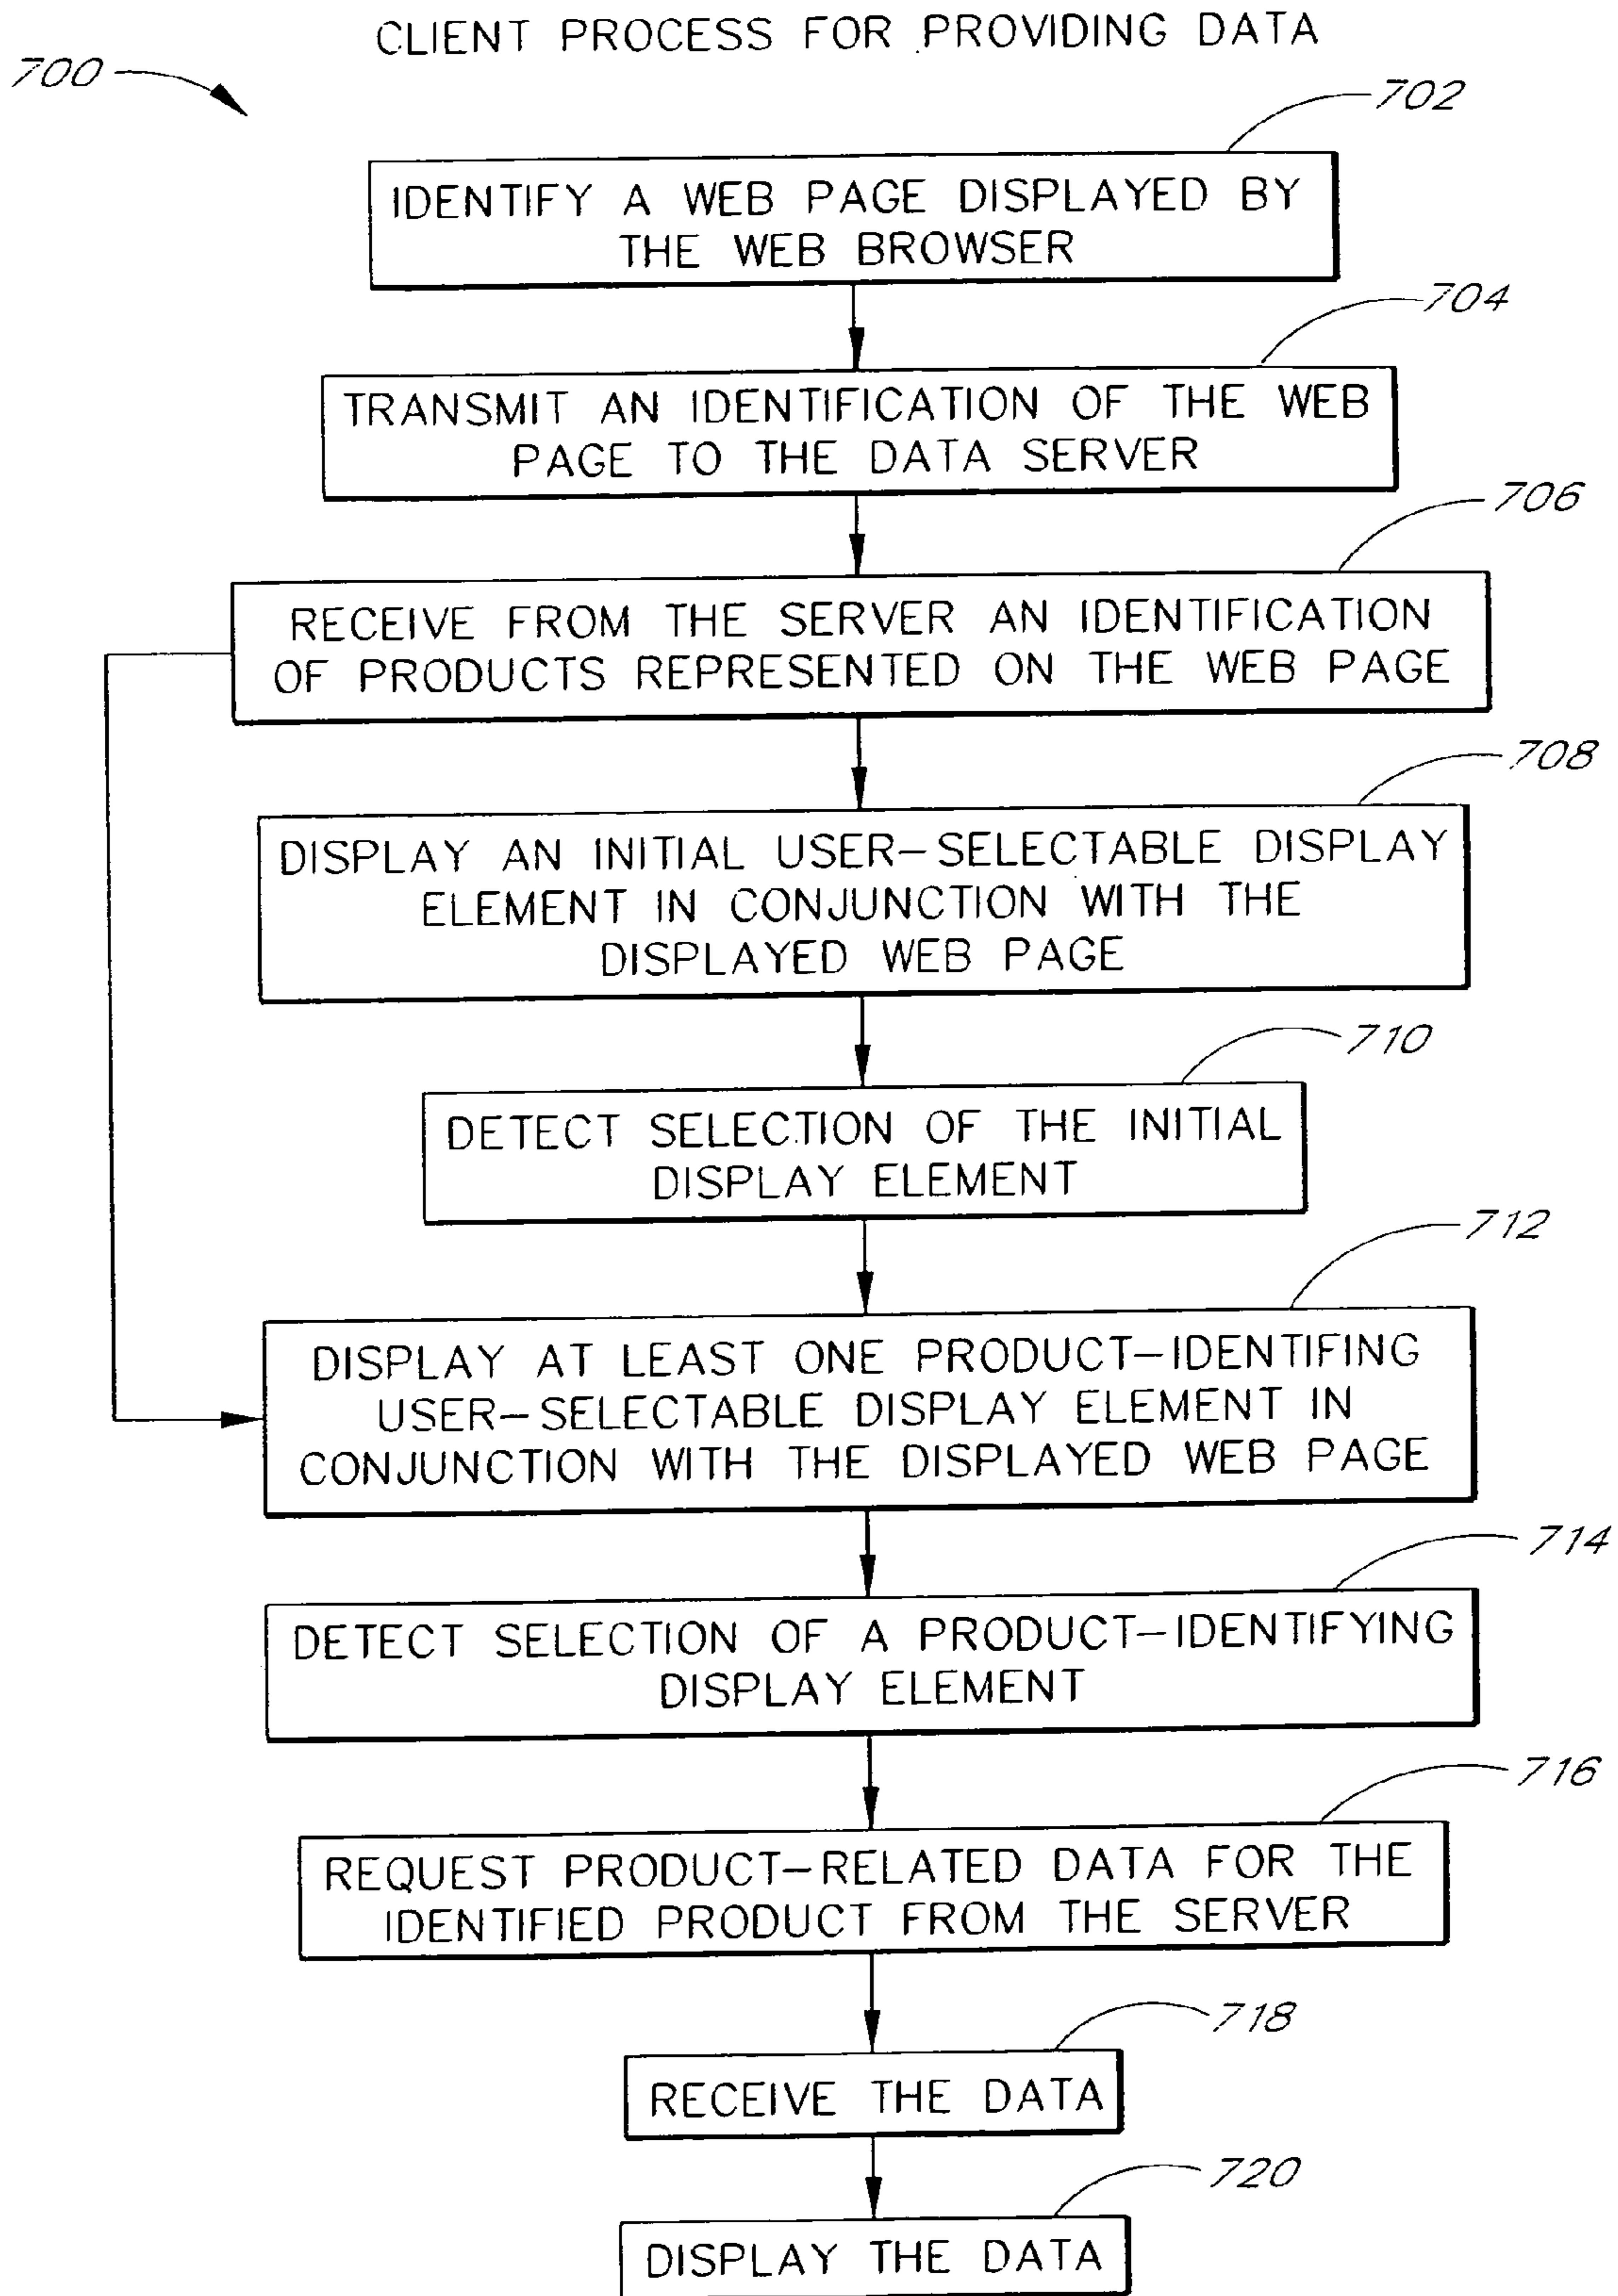 CLIENT PROCESS FOR PROVIDING DATA
700
702
IDENTIFY A WEB PAGE DISPLAYED BY
THE WEB BROWSER
704
TRANSMIT AN IDENTIFICATION OF THE WEB
PAGE TO THE DATA SERVER
706
RECEIVE FROM THE SERVER AN IDENTIFICATION
OF PRODUCTS REPRESENTED ON THE WEB PAGE
708
DISPLAY AN INITIAL USER-SELECTABLE DISPLAY
ELEMENT IN CONJUNCTION WITH THE
DISPLAYED WEB PAGE
710
DETECT SELECTION OF THE INITIAL
DISPLAY ELEMENT
712
DISPLAY AT LEAST ONE PRODUCT-IDENTIFING
USER-SELECTABLE DISPLAY ELEMENT IN
CONJUNCTION WITH THE DISPLAYED WEB PAGE
714
DETECT SELECTION OF A PRODUCT-IDENTIFYING
DISPLAY ELEMENT
716
REQUEST PRODUCT-RELATED DATA FOR THE
IDENTIFIED PRODUCT FROM THE SERVER
718
RECEIVE THE DATA
720
DISPLAY THE DATA